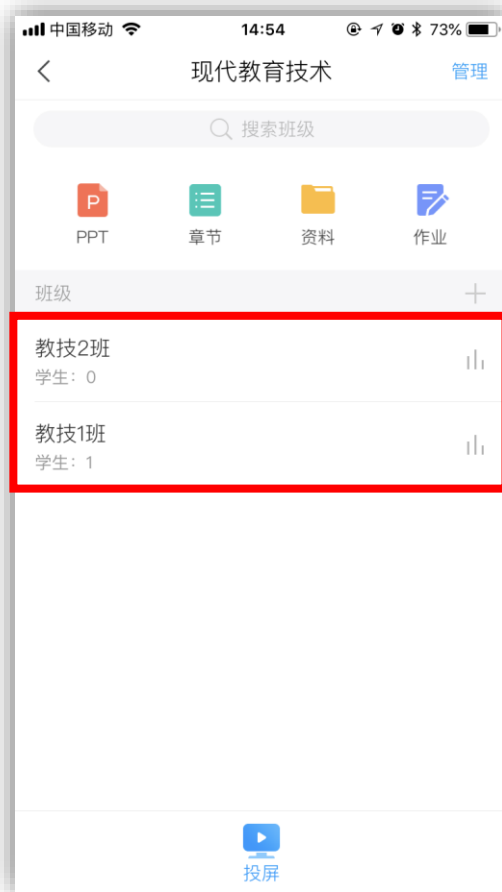 中国移动 14:54 73%
现代教育技术 管理
搜索班级
P
PPT 章节 资料 作业
班级
教技2班
学生：0
教技1班
学生：1
投屏